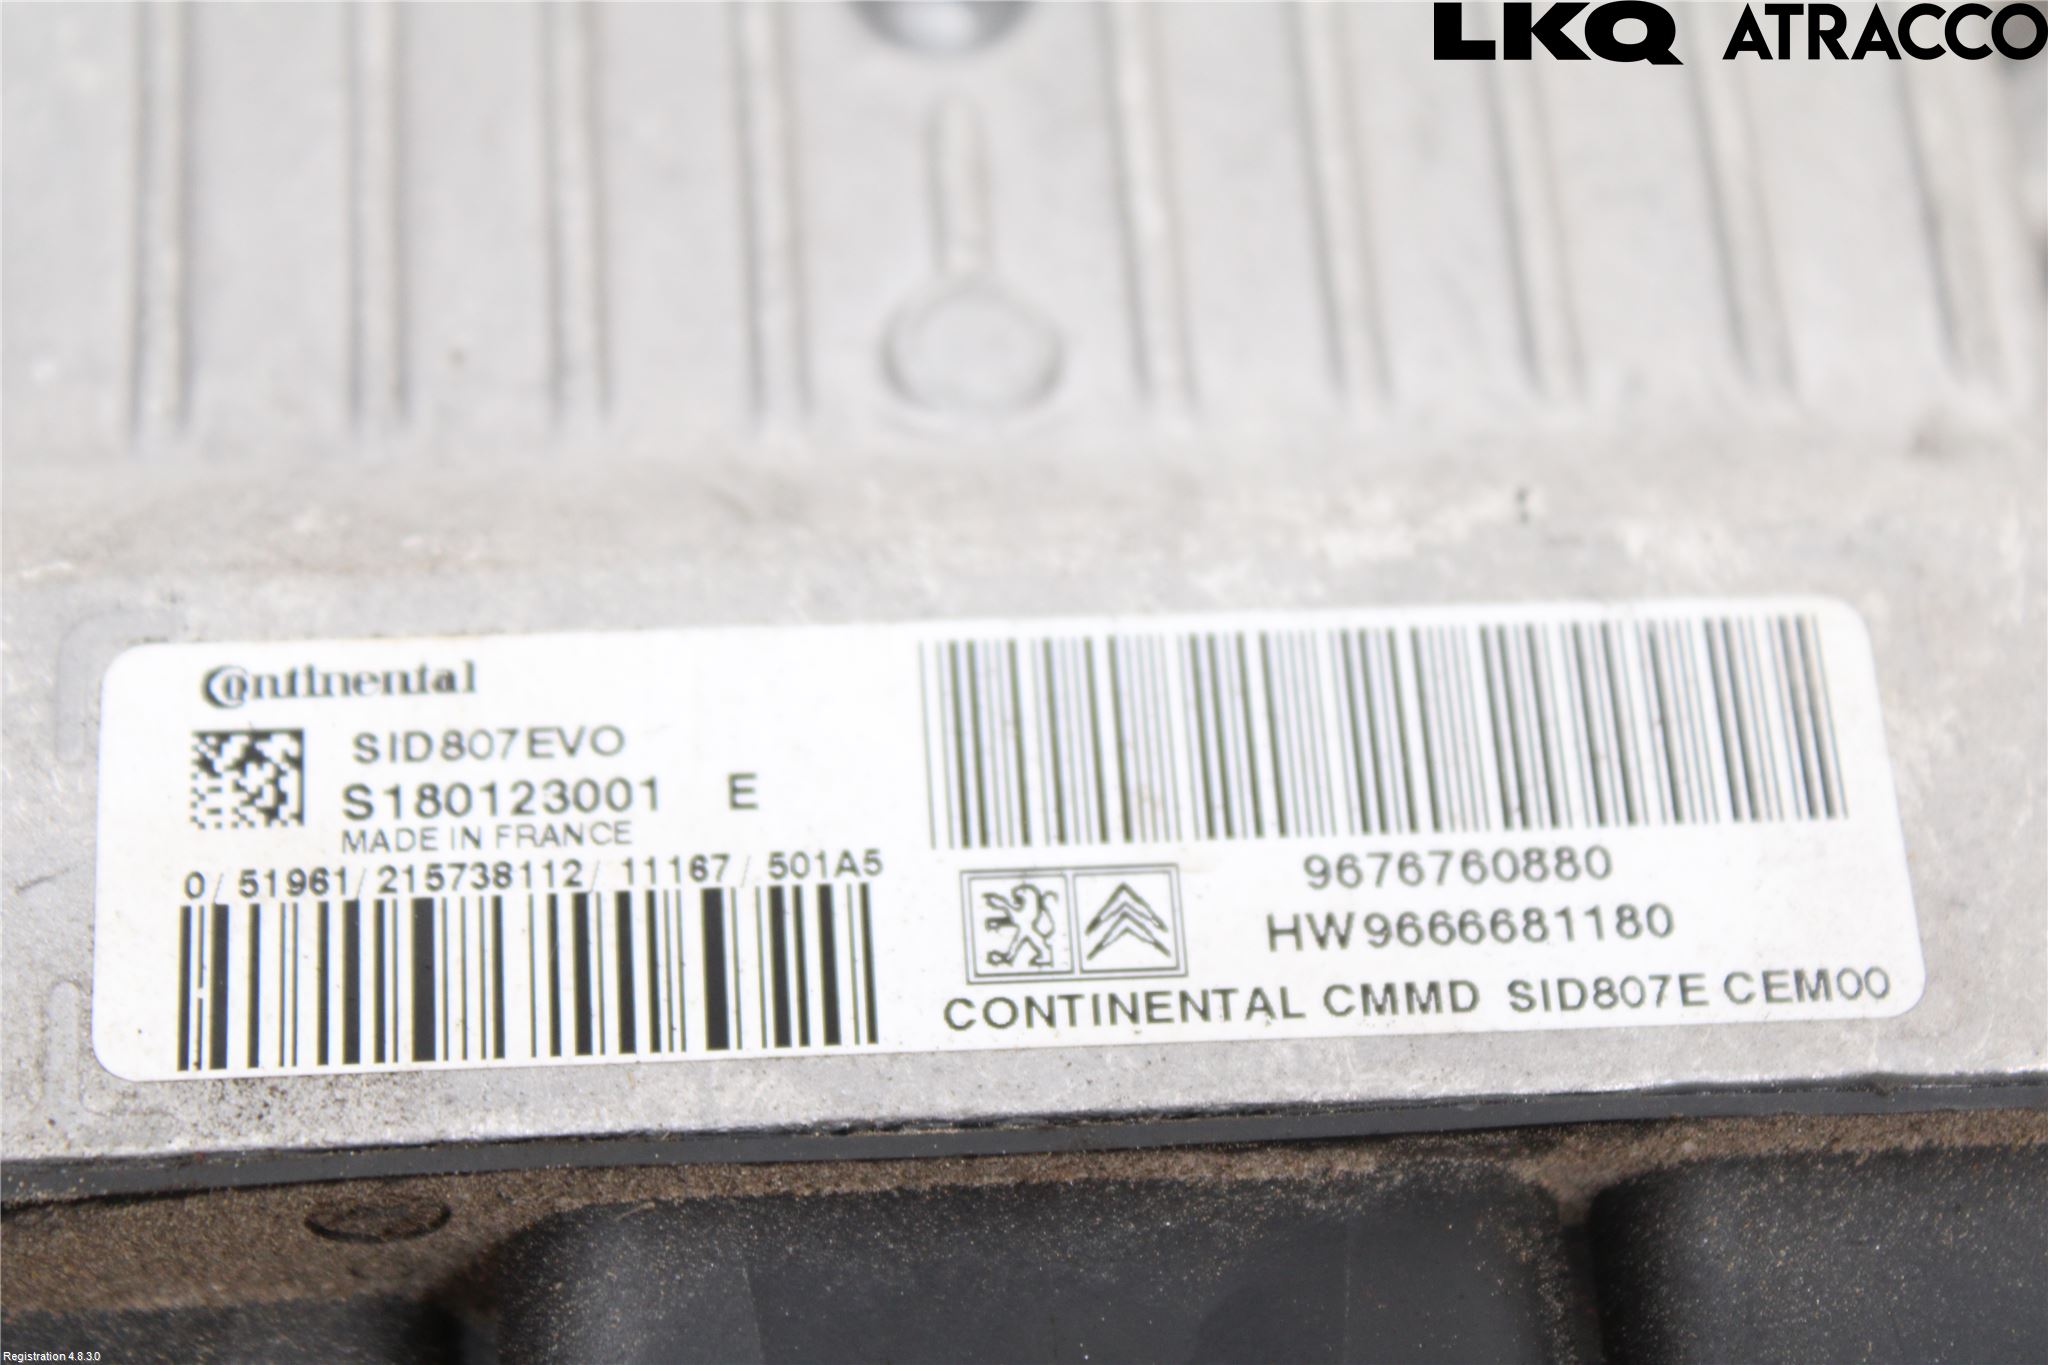 LKQ ATRACCO
Continental
SID807EVO
S180123001 E
MADE IN FRANCE
0/51961/215738112/11167/501A5
9676760880
HW9666681180
CONTINENTAL CMMD SID807E CEM00
Registration 4.8.3.0